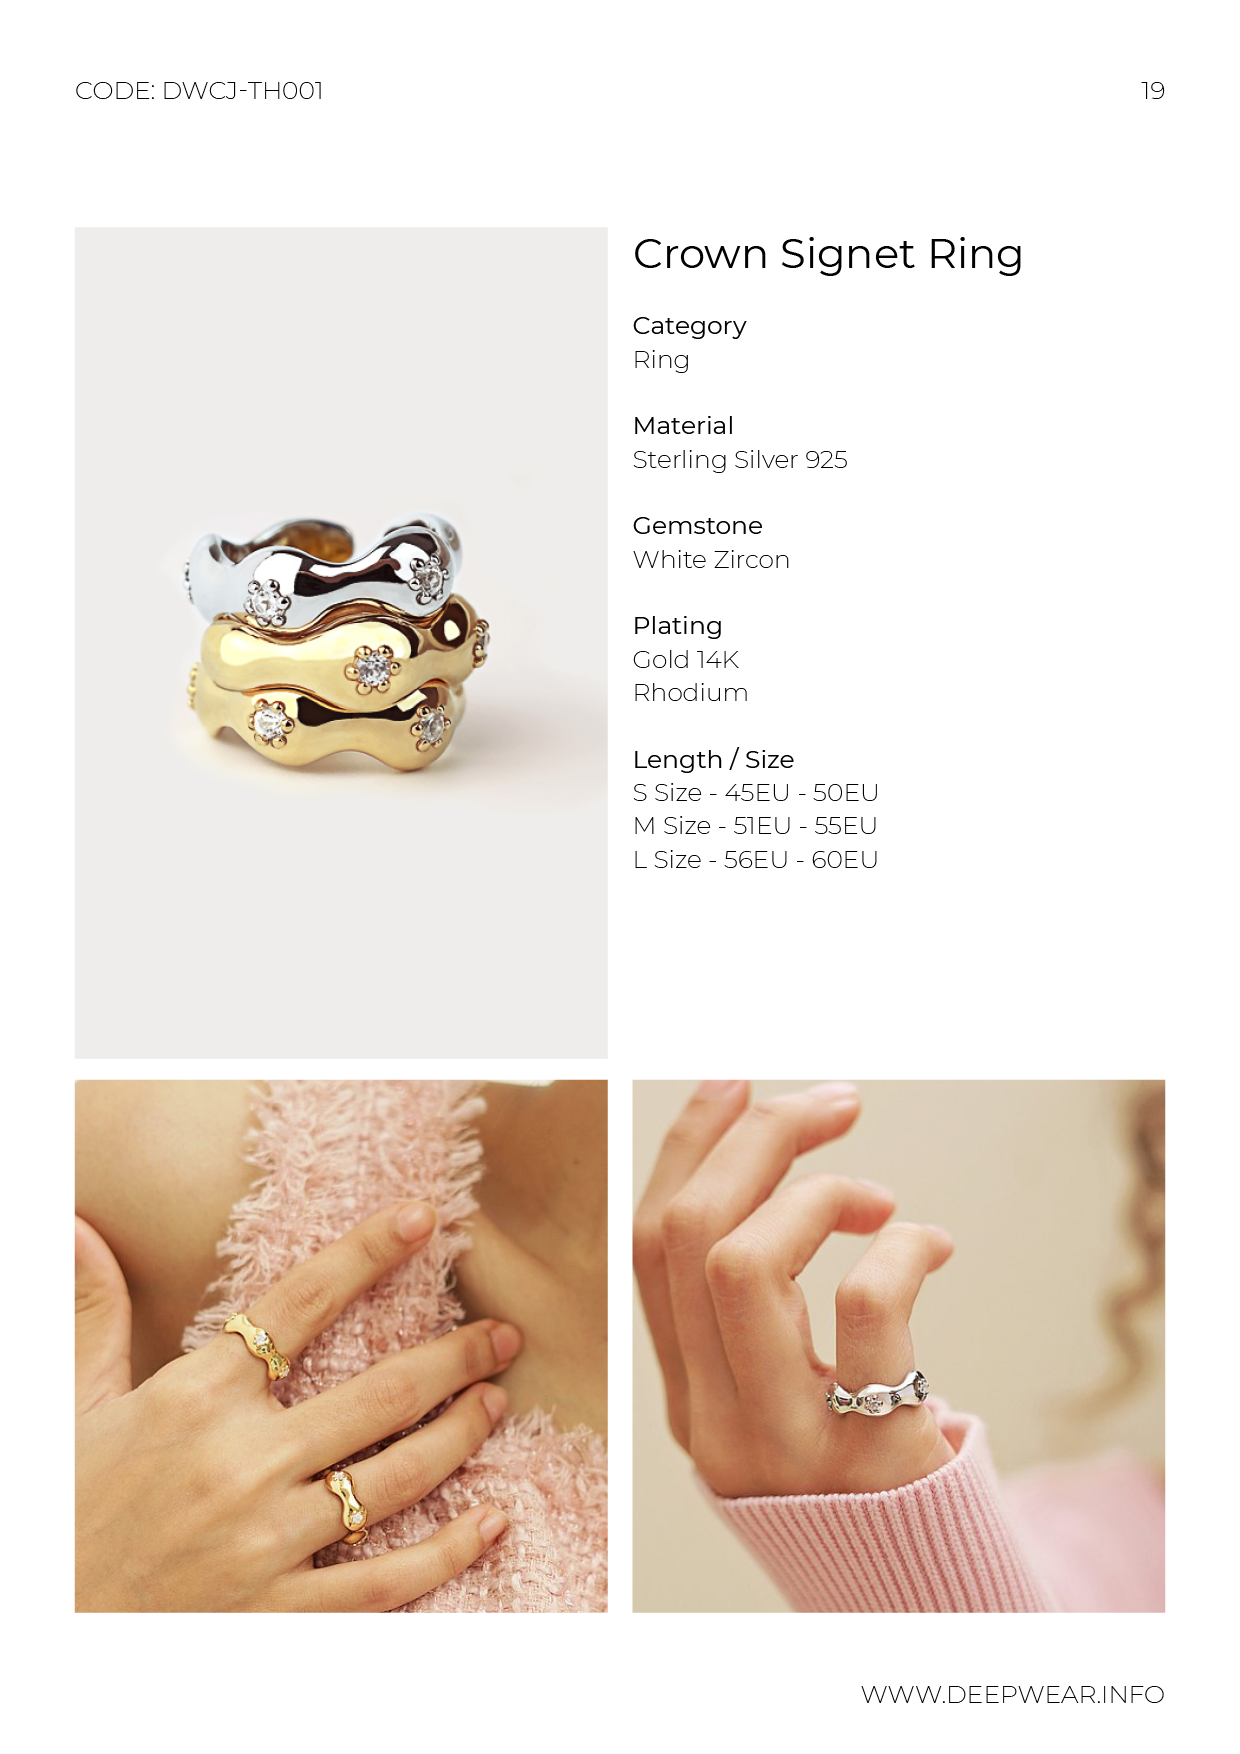 CODE: DWCJ-TH001
19
Crown Signet Ring
Category
Ring
Material
Sterling Silver 925
Gemstone
White Zircon
Plating
Gold 14K
Rhodium
Length / Size
S Size - 45EU - 50EU
M Size - 51EU - 55EU
L Size - 56EU - 60EU
WWW.DEEPWEAR.INFO